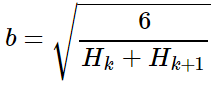 b = \sqrt{\frac{6}{H_k + H_{k+1}}}